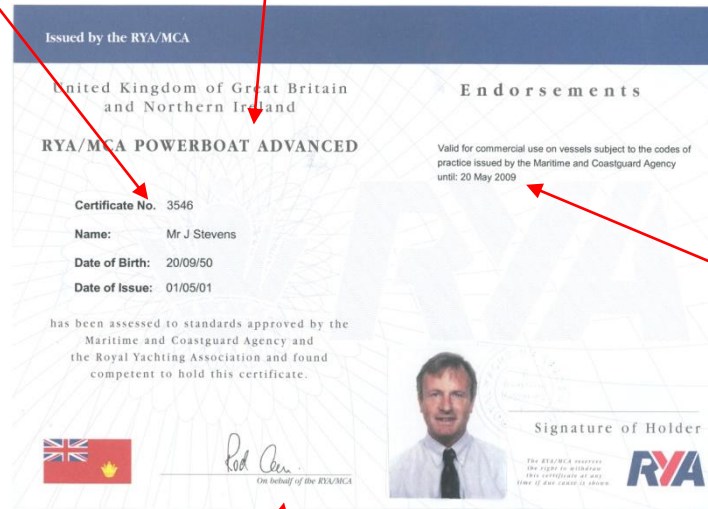 Issued by the RYA/MCA
United Kingdom of Great Britain
and Northern Ireland
RYA/MCA POWERBOAT ADVANCED
Certificate No. 3546
Name: Mr J Stevens
Date of Birth: 20/09/50
Date of Issue: 01/05/01
has been assessed to standards approved by the
Maritime and Coastguard Agency and
the Royal Yachting Association and found
competent to hold this certificate.
On behalf of the RYA/MCA
Endorsements
Valid for commercial use on vessels subject to the codes of
practice issued by the Maritime and Coastguard Agency
until: 20 May 2009
RYA
Signature of Holder
The RYA/MCA reserves
the right to withdraw
this certificate at any
time if due cause is shown
RYA